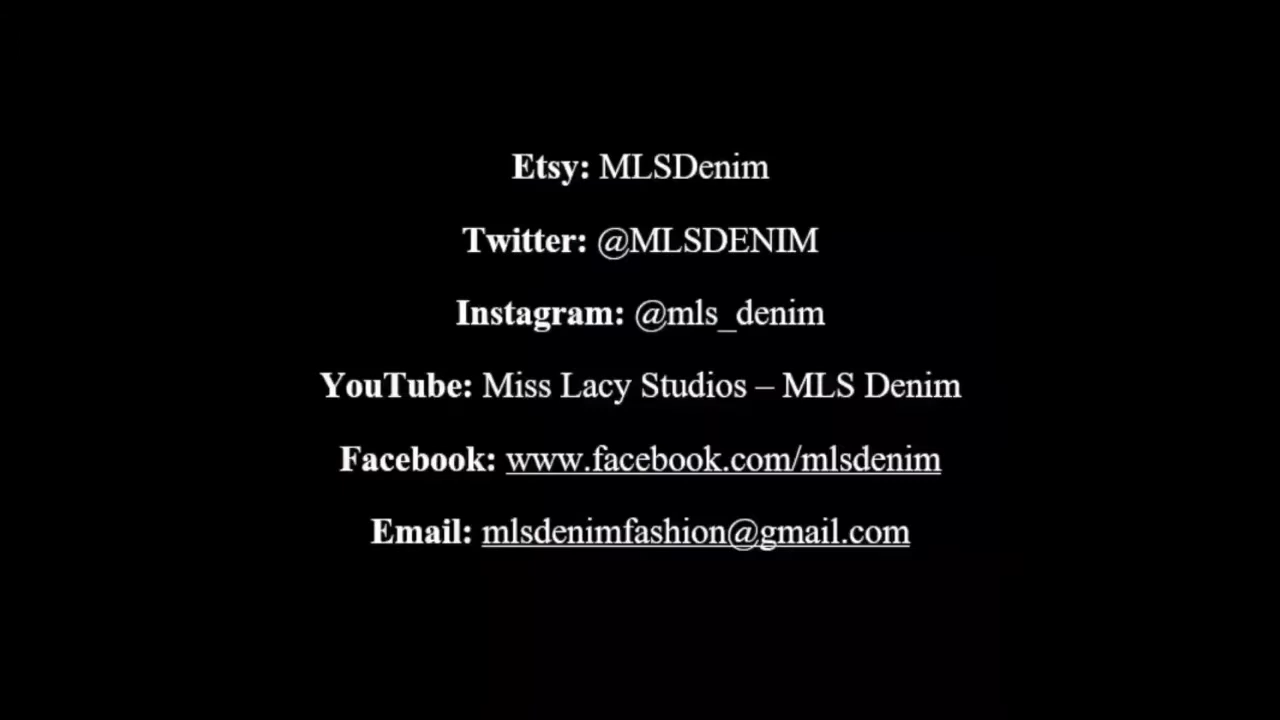 Etsy: MLSDenim
Twitter: @MLSDENIM
Instagram: @mls_denim
YouTube: Miss Lacy Studios – MLS Denim
Facebook: www.facebook.com/mlsdenim
Email: mlsdenimfashion@gmail.com